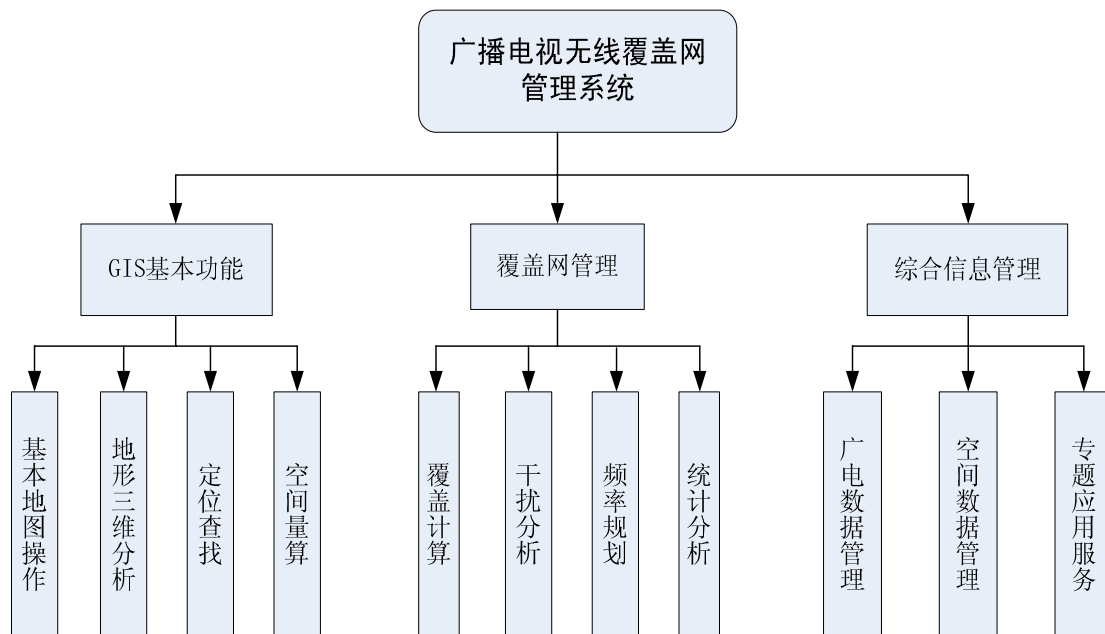 广播电视无线覆盖网
管理系统
GIS基本功能
覆盖网管理
综合信息管理
基本地图操作
地形三维分析
定位查找
空间量算
覆盖计算
干扰分析
频率规划
统计分析
广电数据管理
空间数据管理
专题应用服务